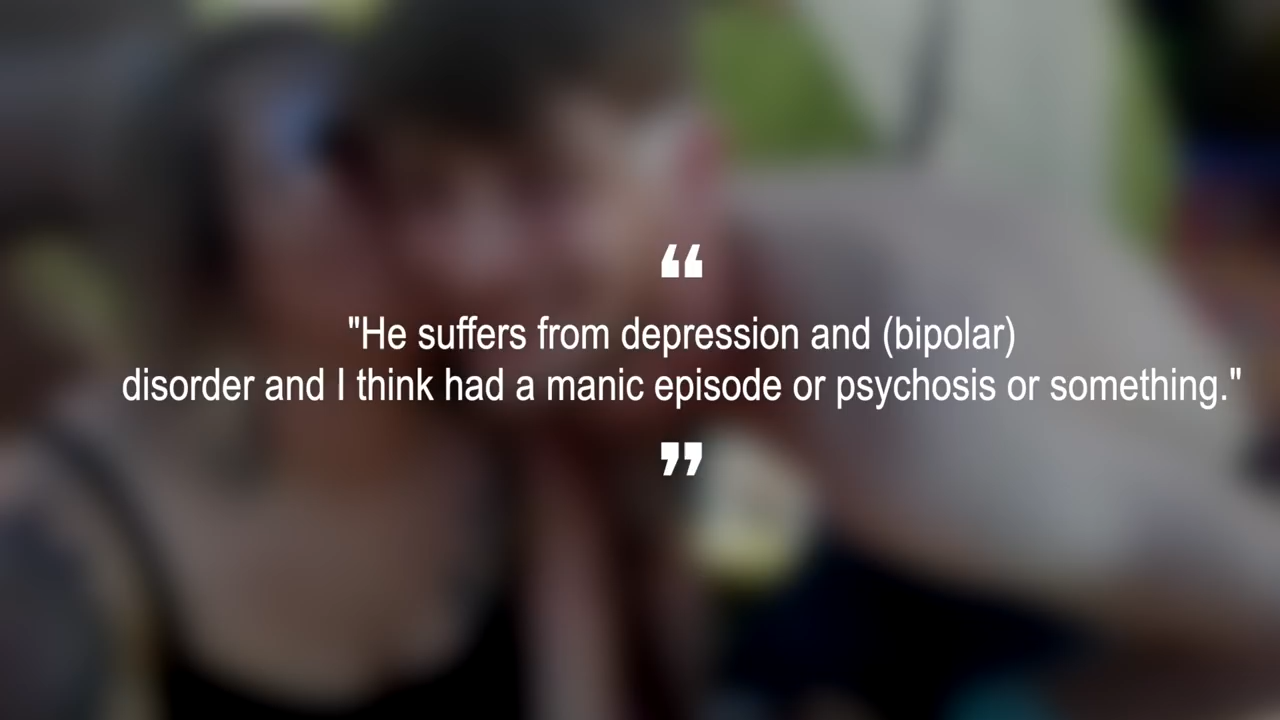 “
"He suffers from depression and (bipolar)
disorder and I think had a manic episode or psychosis or something."
”